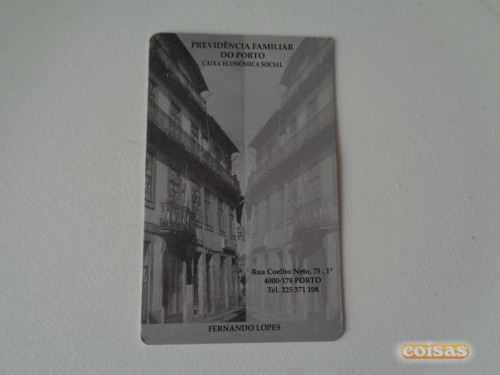 PREVIDÊNCIA FAMILIAR
DO PORTO
CAIXA ECONÓMICA SOCIAL
Rua Coelho Neto, 75 . 1º
4000-178 PORTO
Tel. 225 371 108
FERNANDO LOPES
coisas